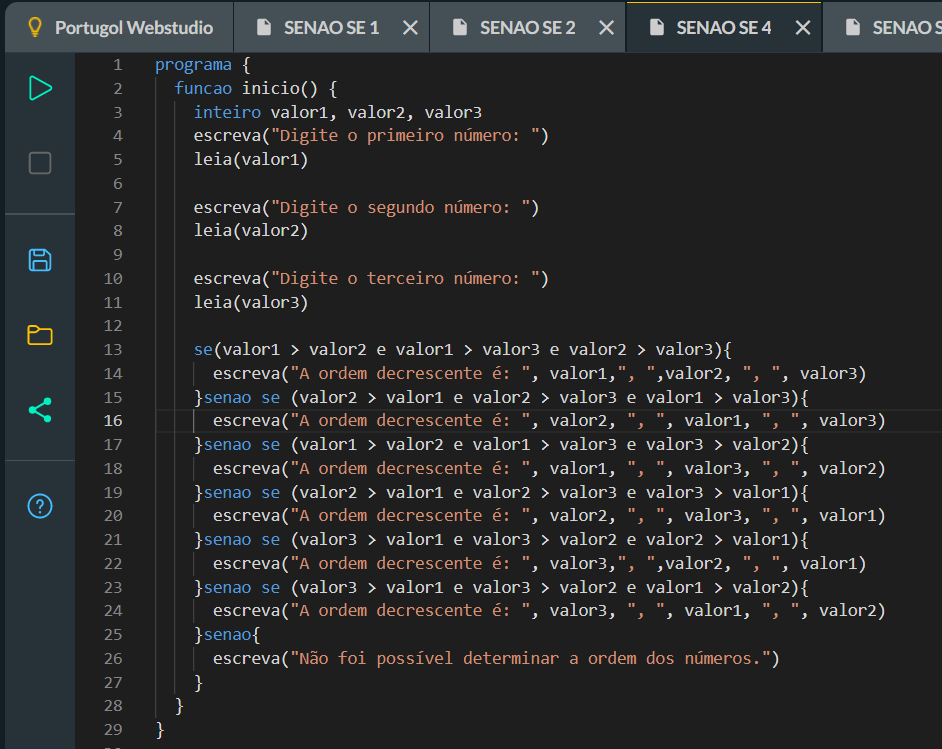 Portugol Webstudio SENAO SE 1 SENAO SE 2 SENAO SE 4 SENAO S
1 programa {
2 funcao inicio() {
3 inteiro valor1, valor2, valor3
4 escreva("Digite o primeiro número: ")
5 leia(valor1)
6
7 escreva("Digite o segundo número: ")
8 leia(valor2)
9
10 escreva("Digite o terceiro número: ")
11 leia(valor3)
12
13 se(valor1 > valor2 e valor1 > valor3 e valor2 > valor3){
14 escreva("A ordem decrescente é: ", valor1,", ",valor2, ", ", valor3)
15 }senao se (valor2 > valor1 e valor2 > valor3 e valor1 > valor3){
16 escreva("A ordem decrescente é: ", valor2, ", ", valor1, ", ", valor3)
17 }senao se (valor1 > valor2 e valor1 > valor3 e valor3 > valor2){
18 escreva("A ordem decrescente é: ", valor1, ", ", valor3, ", ", valor2)
19 }senao se (valor2 > valor1 e valor2 > valor3 e valor3 > valor1){
20 escreva("A ordem decrescente é: ", valor2, ", ", valor3, ", ", valor1)
21 }senao se (valor3 > valor1 e valor3 > valor2 e valor2 > valor1){
22 escreva("A ordem decrescente é: ", valor3,", ",valor2, ", ", valor1)
23 }senao se (valor3 > valor1 e valor3 > valor2 e valor1 > valor2){
24 escreva("A ordem decrescente é: ", valor3, ", ", valor1, ", ", valor2)
25 }senao{
26 escreva("Não foi possível determinar a ordem dos números.")
27 }
28 }
29 }